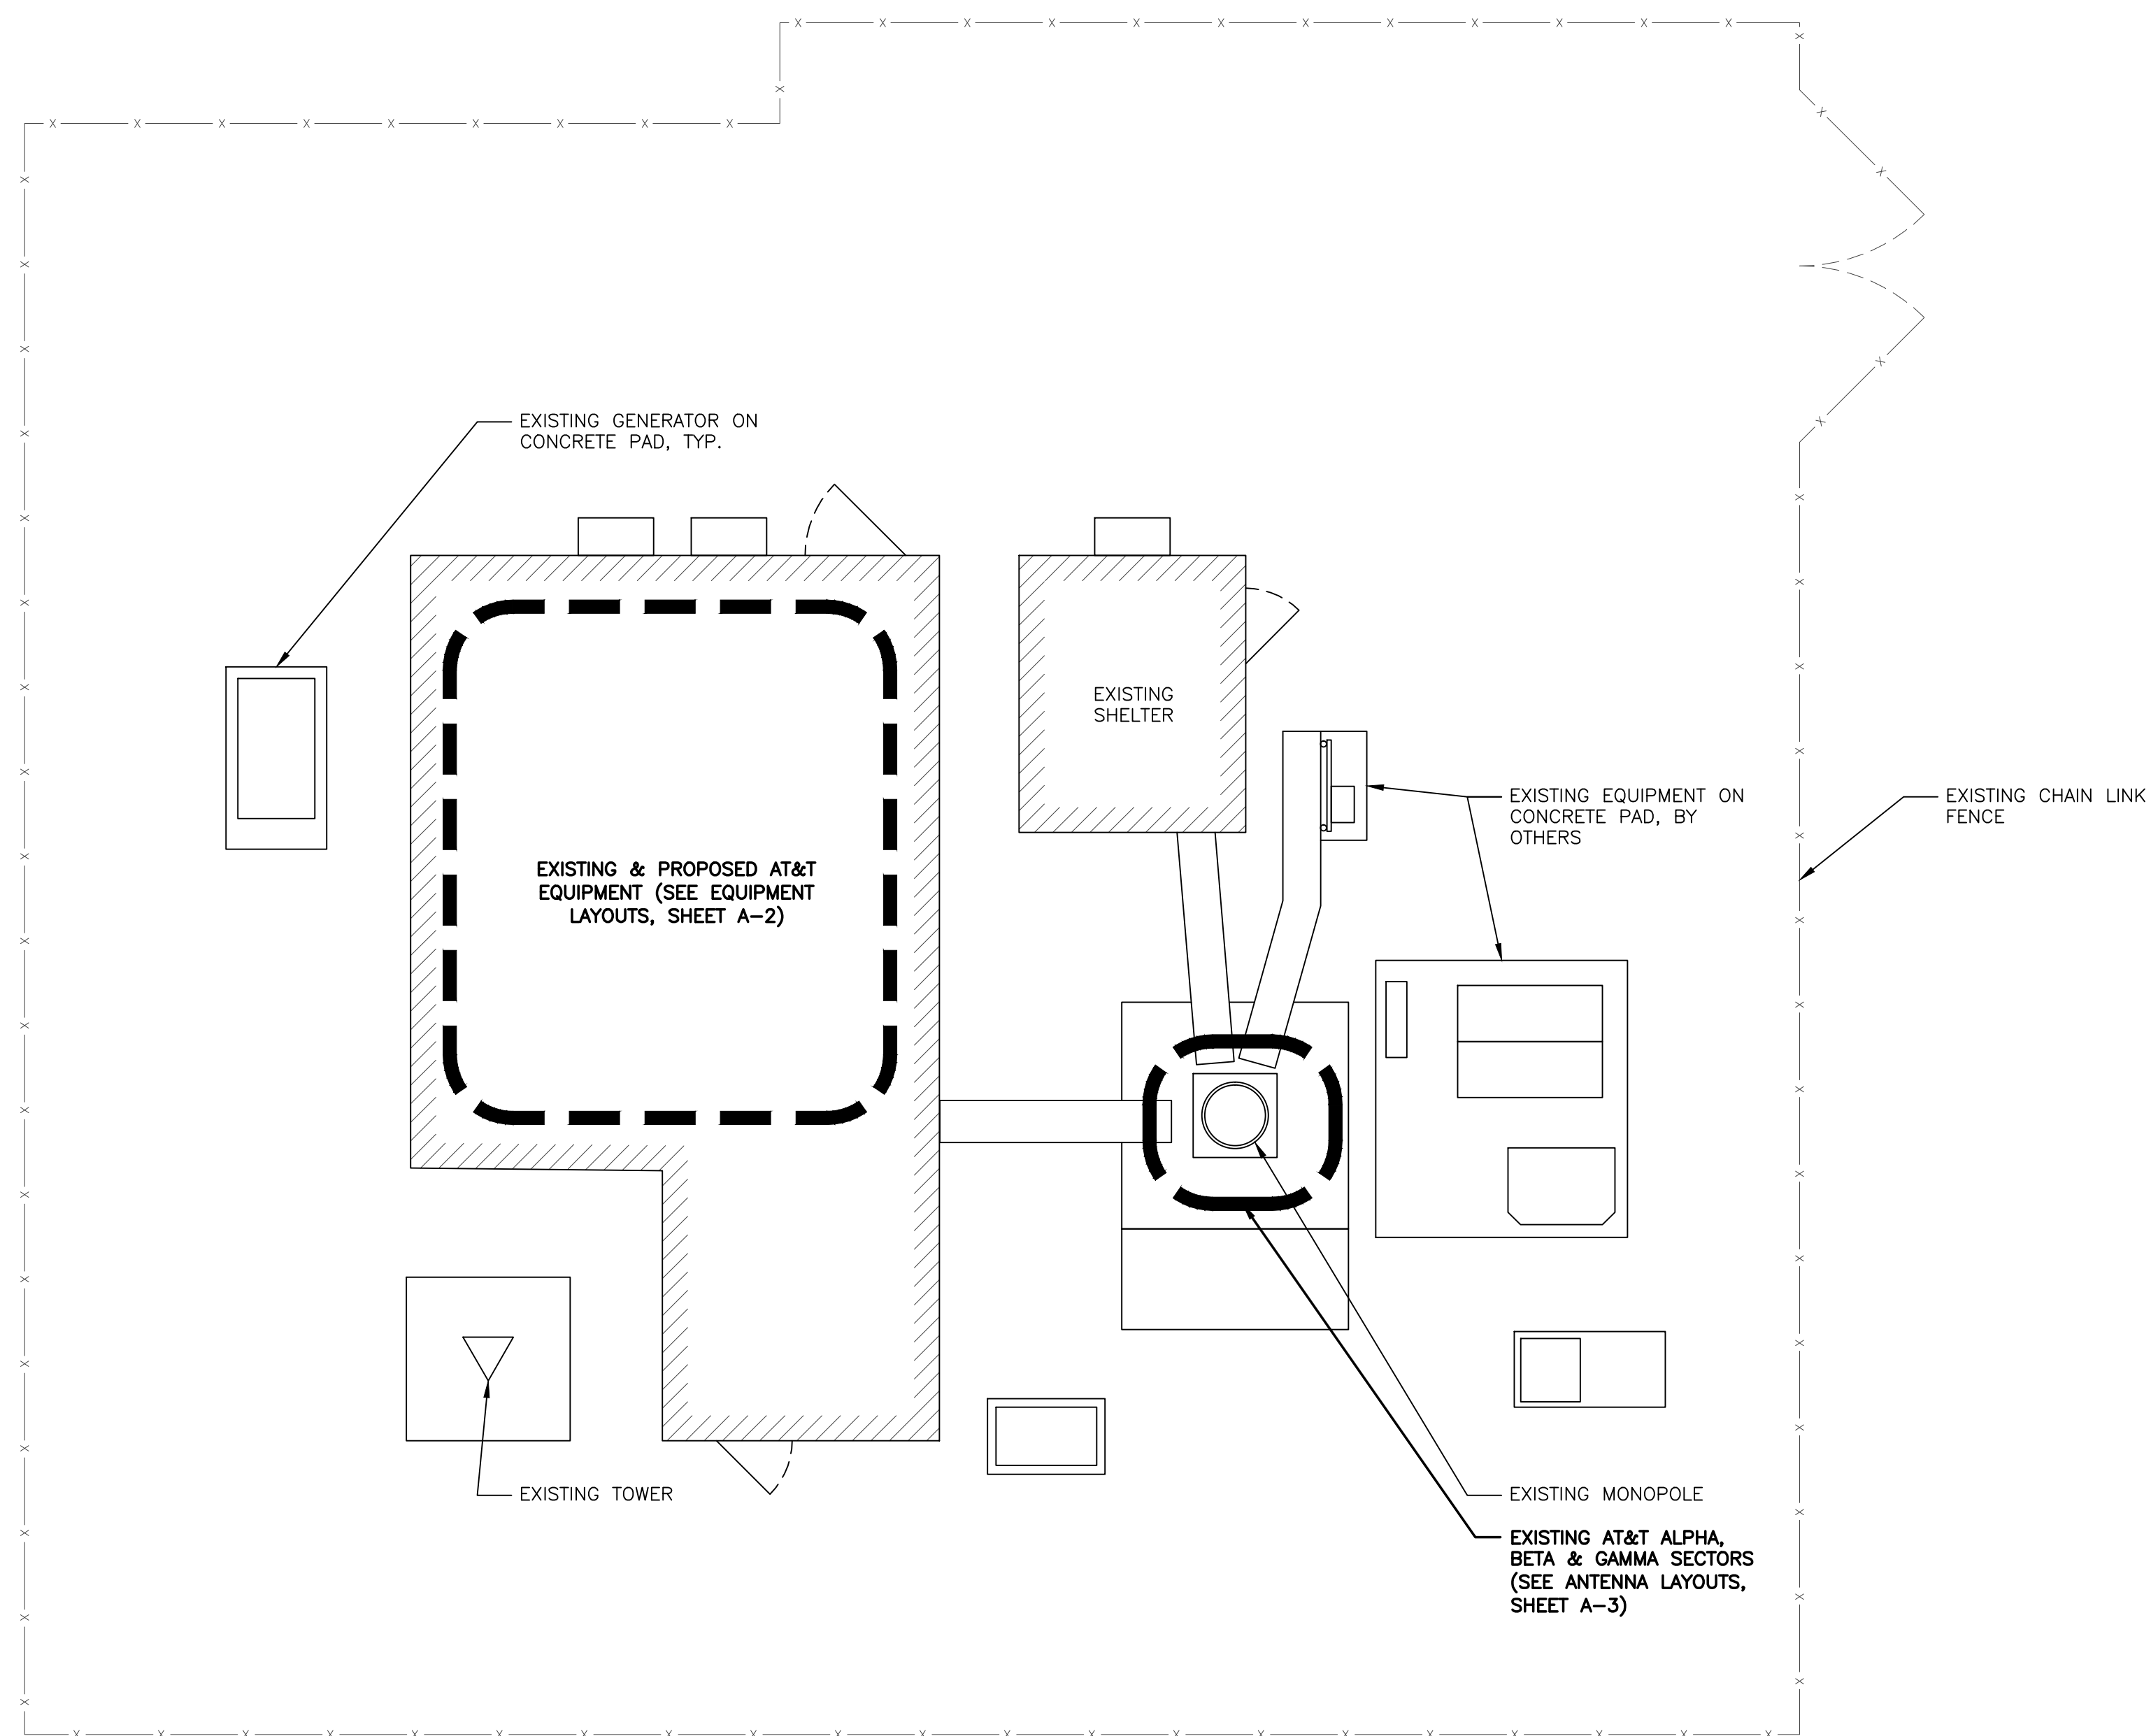 EXISTING GENERATOR ON
CONCRETE PAD, TYP.
EXISTING
SHELTER
EXISTING EQUIPMENT ON
CONCRETE PAD, BY
OTHERS
EXISTING CHAIN LINK
FENCE
EXISTING & PROPOSED AT&T
EQUIPMENT (SEE EQUIPMENT
LAYOUTS, SHEET A-2)
EXISTING TOWER
EXISTING MONOPOLE
EXISTING AT&T ALPHA,
BETA & GAMMA SECTORS
(SEE ANTENNA LAYOUTS,
SHEET A-3)